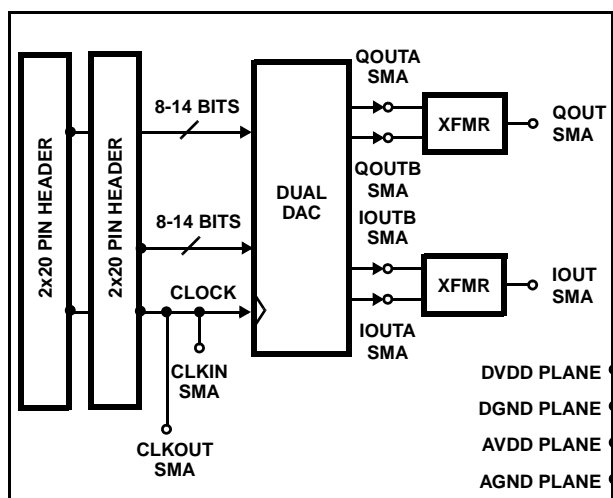 2x20 PIN HEADER
2x20 PIN HEADER
8-14 BITS
8-14 BITS
CLOCK
CLKIN
SMA
CLKOUT
SMA
DUAL
DAC
QOUTA
SMA
QOUTB
SMA
IOUTB
SMA
IOUTA
SMA
XFMR
QOUT
SMA
XFMR
IOUT
SMA
DVDD PLANE
DGND PLANE
AVDD PLANE
AGND PLANE